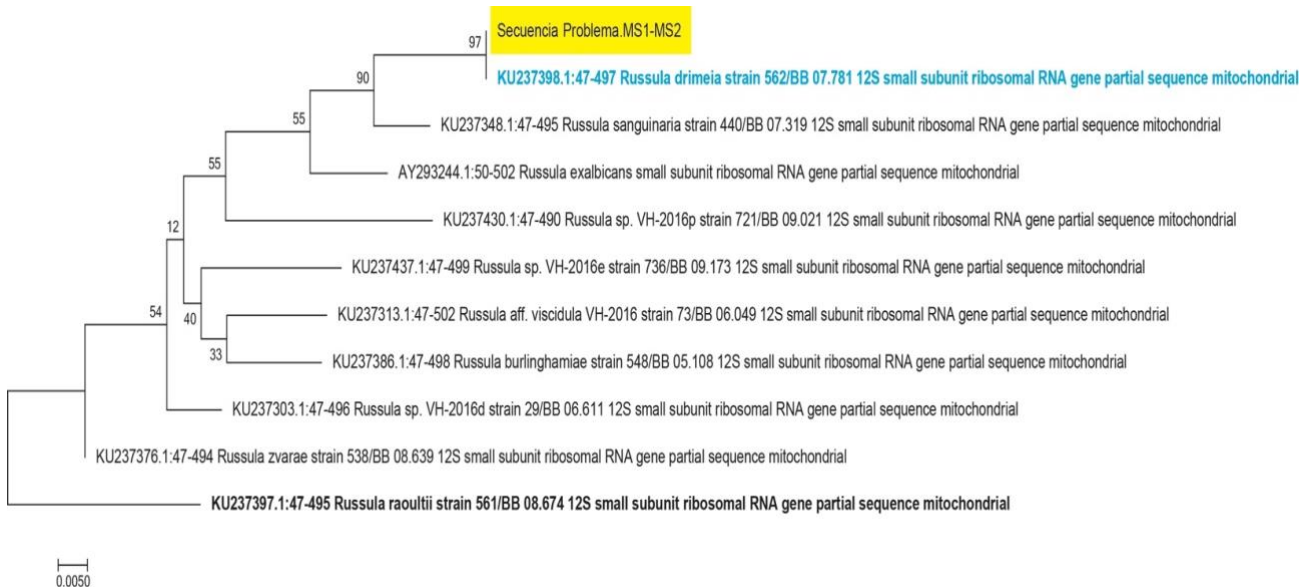 Secuencia Problema.MS1-MS2
97
KU237398.1:47-497 Russula drimeia strain 562/BB 07.781 12S small subunit ribosomal RNA gene partial sequence mitochondrial
90
KU237348.1:47-495 Russula sanguinaria strain 440/BB 07.319 12S small subunit ribosomal RNA gene partial sequence mitochondrial
55
AY293244.1:50-502 Russula exalbicans small subunit ribosomal RNA gene partial sequence mitochondrial
55
KU237430.1:47-490 Russula sp. VH-2016p strain 721/BB 09.021 12S small subunit ribosomal RNA gene partial sequence mitochondrial
12
KU237437.1:47-499 Russula sp. VH-2016e strain 736/BB 09.173 12S small subunit ribosomal RNA gene partial sequence mitochondrial
54
40
KU237313.1:47-502 Russula aff. viscidula VH-2016 strain 73/BB 06.049 12S small subunit ribosomal RNA gene partial sequence mitochondrial
33
KU237386.1:47-498 Russula burlinghamiae strain 548/BB 05.108 12S small subunit ribosomal RNA gene partial sequence mitochondrial
KU237303.1:47-496 Russula sp. VH-2016d strain 29/BB 06.611 12S small subunit ribosomal RNA gene partial sequence mitochondrial
KU237376.1:47-494 Russula zvarae strain 538/BB 08.639 12S small subunit ribosomal RNA gene partial sequence mitochondrial
KU237397.1:47-495 Russula raoultii strain 561/BB 08.674 12S small subunit ribosomal RNA gene partial sequence mitochondrial
0.0050